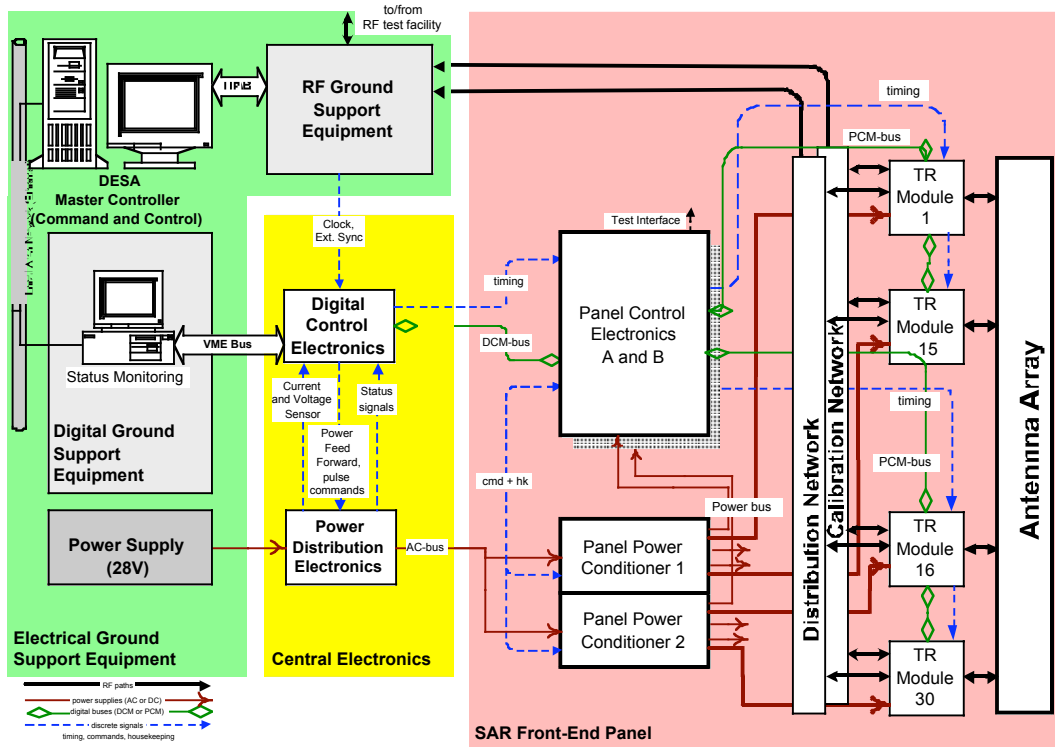 to/from
RF test facility
RF Ground
Support
Equipment
DESA
Master Controller
(Command and Control)
Clock,
Ext. Sync
Digital
Control
Electronics
VME Bus
Status Monitoring
Digital Ground
Support
Equipment
Current
and Voltage
Sensor
Status
signals
Power
Feed
Forward,
pulse
commands
Power Supply
(28V)
Power
Distribution
Electronics
AC-bus
Electrical Ground
Support Equipment
Central Electronics
timing
DCM-bus
cmd + hk
Test Interface
Panel Control
Electronics
A and B
Power bus
Panel Power
Conditioner 1
Panel Power
Conditioner 2
timing
PCM-bus
timing
PCM-bus
Distribution Network
Calibration Network
TR
Module
1
TR
Module
15
TR
Module
16
TR
Module
30
Antennna Array
SAR Front-End Panel
RF paths
power supplies (AC or DC)
digital buses (DCM or PCM)
discrete signals
timing, commands, housekeeping